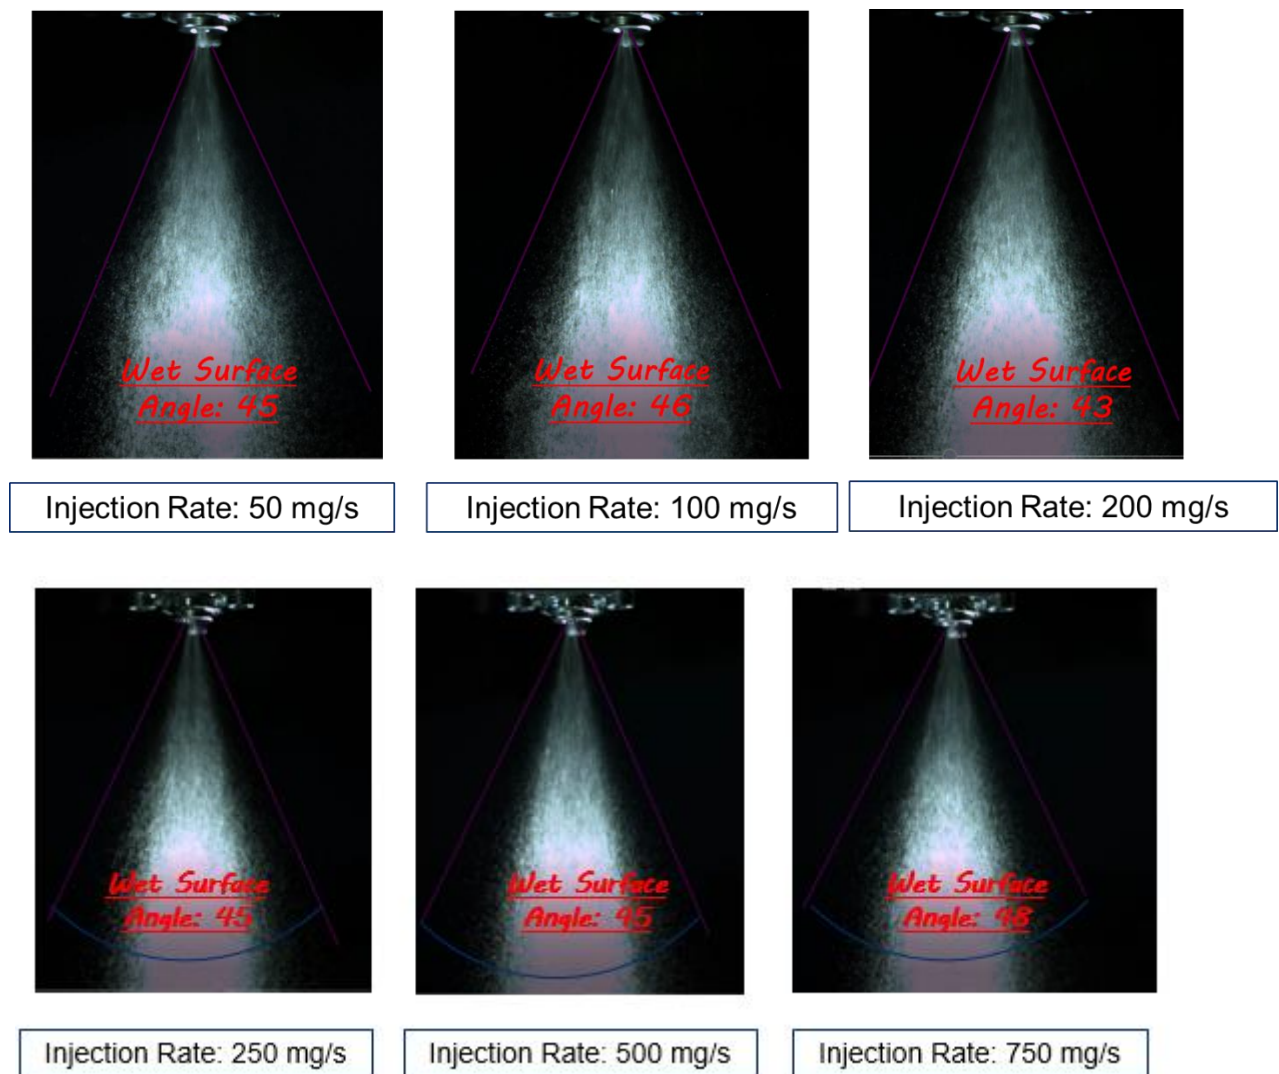 Wet Surface
Angle: 45
Wet Surface
Angle: 46
Wet Surface
Angle: 43
Injection Rate: 50 mg/s
Injection Rate: 100 mg/s
Injection Rate: 200 mg/s
Wet Surface
Angle: 45
Wet Surface
Angle: 45
Wet Surface
Angle: 48
Injection Rate: 250 mg/s
Injection Rate: 500 mg/s
Injection Rate: 750 mg/s